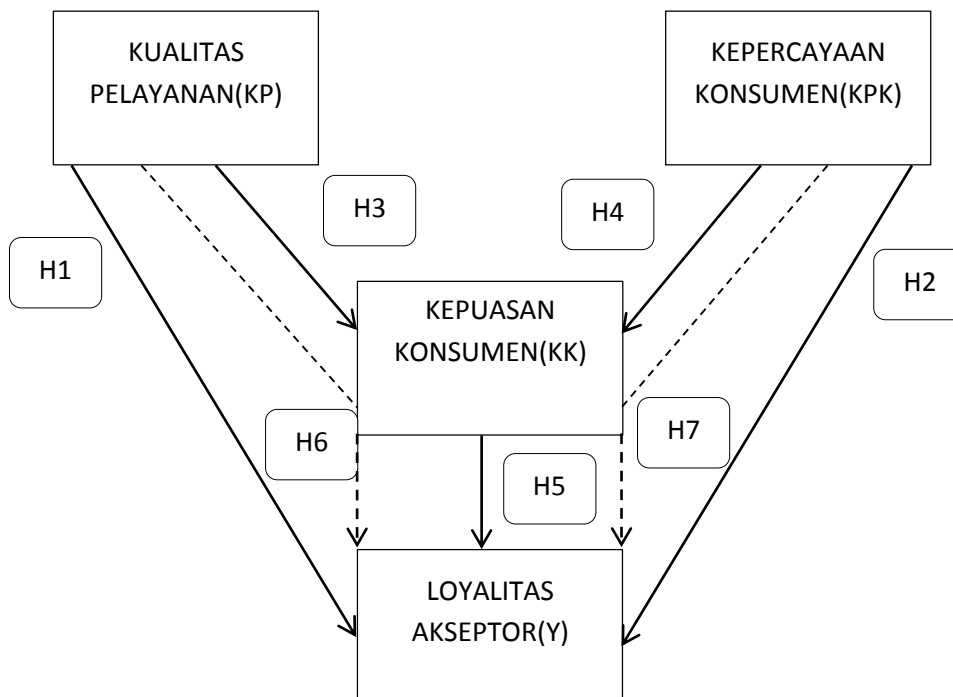 KUALITAS
PELAYANAN(KP)
KEPERCAYAAN
KONSUMEN(KPK)
H3
H4
H1
H2
KEPUASAN
KONSUMEN(KK)
H6
H7
H5
LOYALITAS
AKSEPTOR(Y)